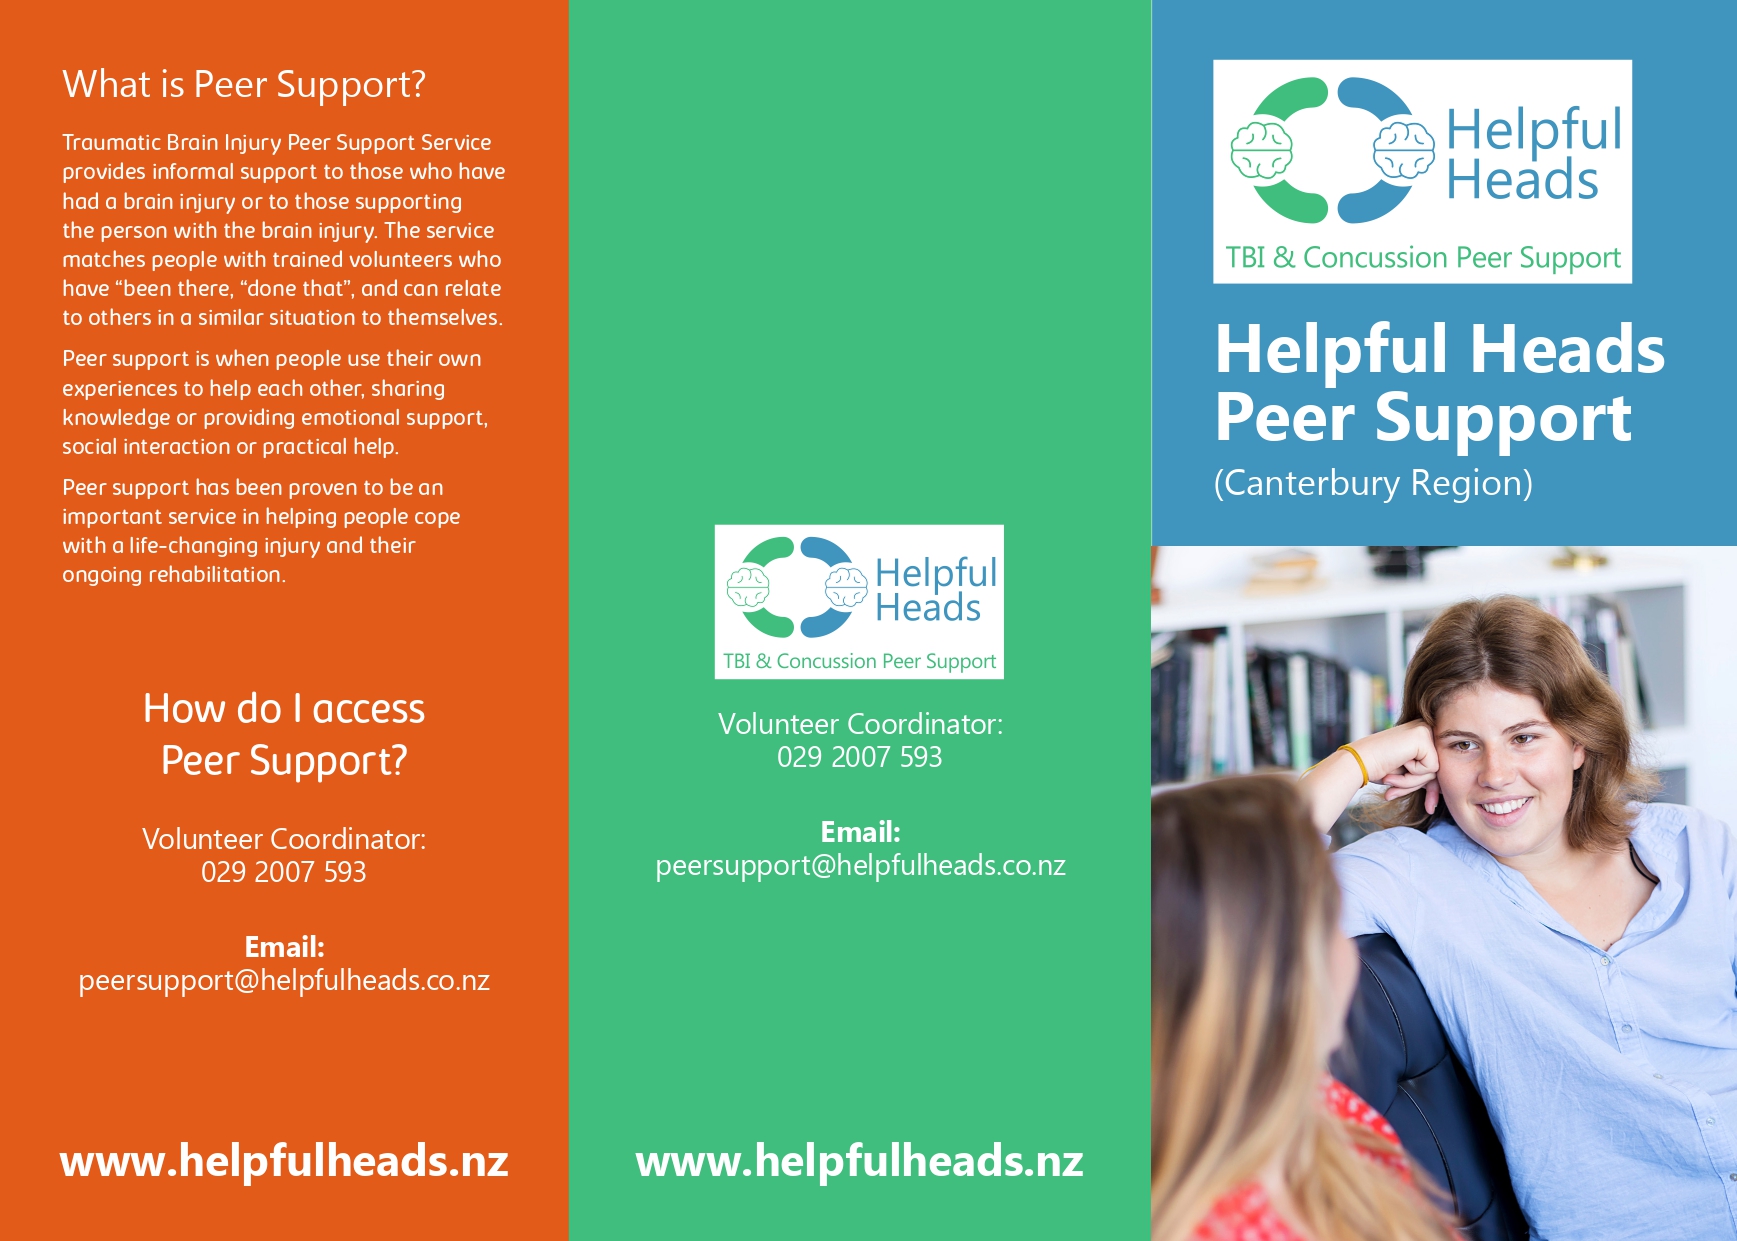 What is Peer Support?
Traumatic Brain Injury Peer Support Service
provides informal support to those who have
had a brain injury or to those supporting
the person with the brain injury. The service
matches people with trained volunteers who
have “been there, “done that”, and can relate
to others in a similar situation to themselves.
Peer support is when people use their own
experiences to help each other, sharing
knowledge or providing emotional support,
social interaction or practical help.
Peer support has been proven to be an
important service in helping people cope
with a life-changing injury and their
ongoing rehabilitation.
How do I access
Peer Support?
Volunteer Coordinator:
029 2007 593
Email:
peersupport@helpfulheads.co.nz
www.helpfulheads.nz
Helpful
Heads
TBI & Concussion Peer Support
Volunteer Coordinator:
029 2007 593
Email:
peersupport@helpfulheads.co.nz
www.helpfulheads.nz
Helpful
Heads
TBI & Concussion Peer Support
Helpful Heads
Peer Support
(Canterbury Region)